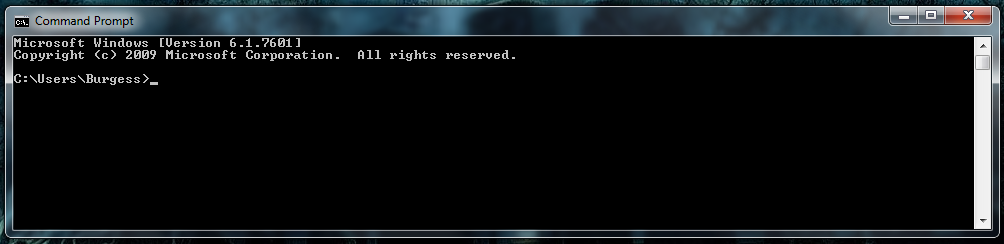 Command Prompt
Microsoft Windows [Version 6.1.7601]
Copyright (c) 2009 Microsoft Corporation.  All rights reserved.
C:\Users\Burgess>_